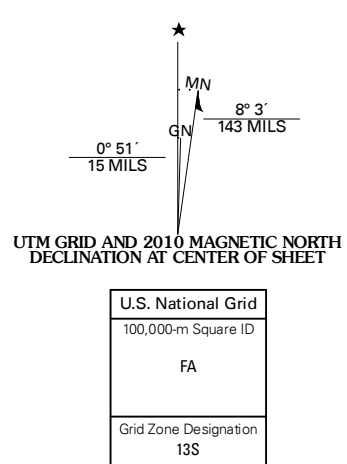 MN
8° 3´
143 MILS
GN
0° 51´
15 MILS
UTM GRID AND 2010 MAGNETIC NORTH
DECLINATION AT CENTER OF SHEET
U.S. National Grid
100,000-m Square ID
FA
Grid Zone Designation
13S